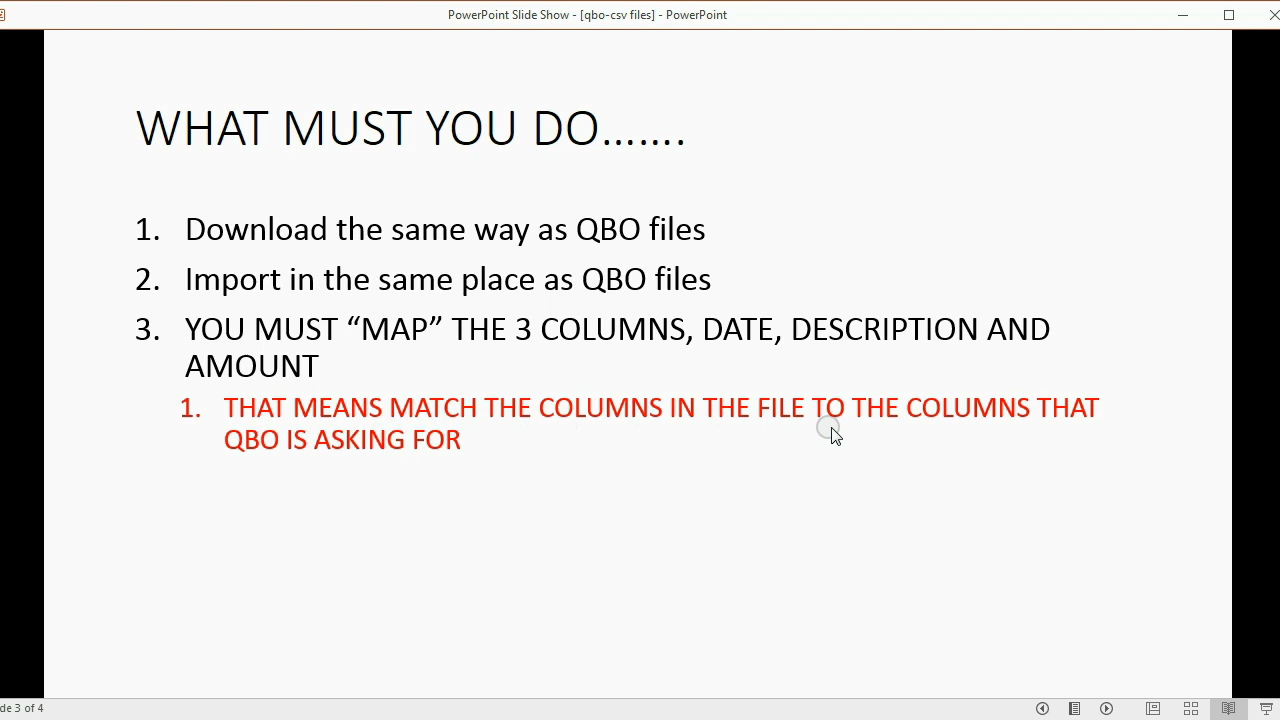 PowerPoint Slide Show - [qbo-csv files] - PowerPoint
WHAT MUST YOU DO.......
1. Download the same way as QBO files
2. Import in the same place as QBO files
3. YOU MUST “MAP” THE 3 COLUMNS, DATE, DESCRIPTION AND
AMOUNT
1. THAT MEANS MATCH THE COLUMNS IN THE FILE TO THE COLUMNS THAT
QBO IS ASKING FOR
de 3 of 4